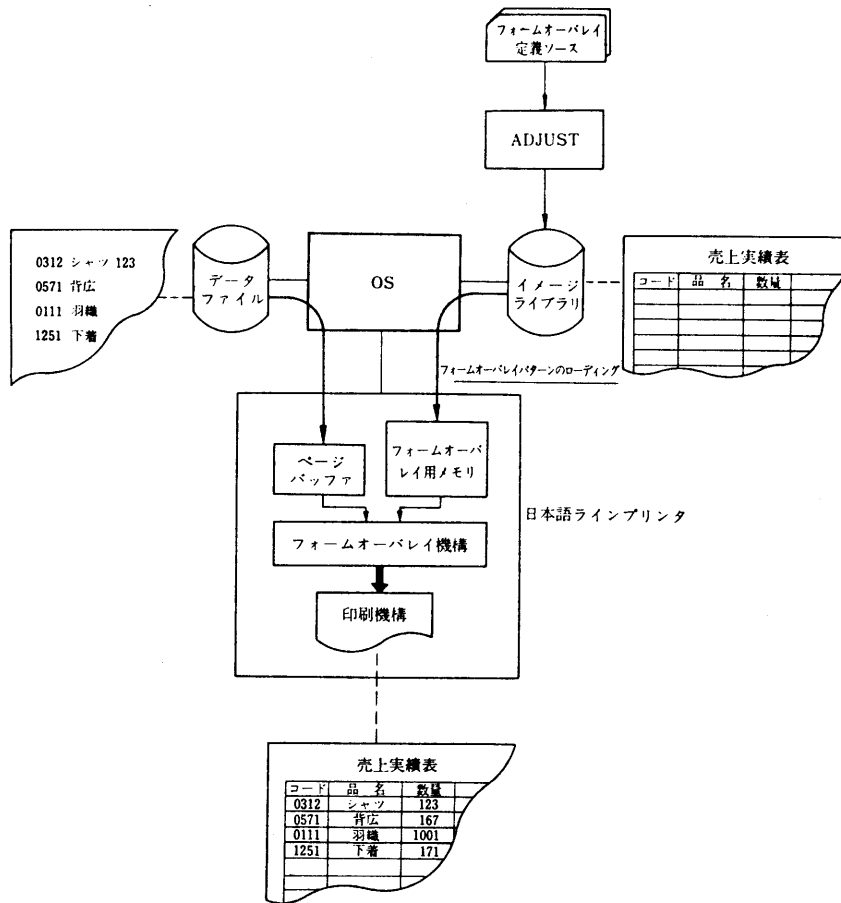 フォームオーバレイ
定義ソース
ADJUST
0312 シャツ 123
0571 背広
0111 羽織
1251 下着
データ
ファイル
OS
イメージ
ライブラリ
売上実績表
コード 品 名 数量
フォームオーバレイパターンのローディング
ページ
バッファ
フォームオーバ
レイ用メモリ
フォームオーバレイ機構
印刷機構
日本語ラインプリンタ
売上実績表
コード 品 名 数量
0312 シャツ 123
0571 背広 167
0111 羽織 1001
1251 下着 171